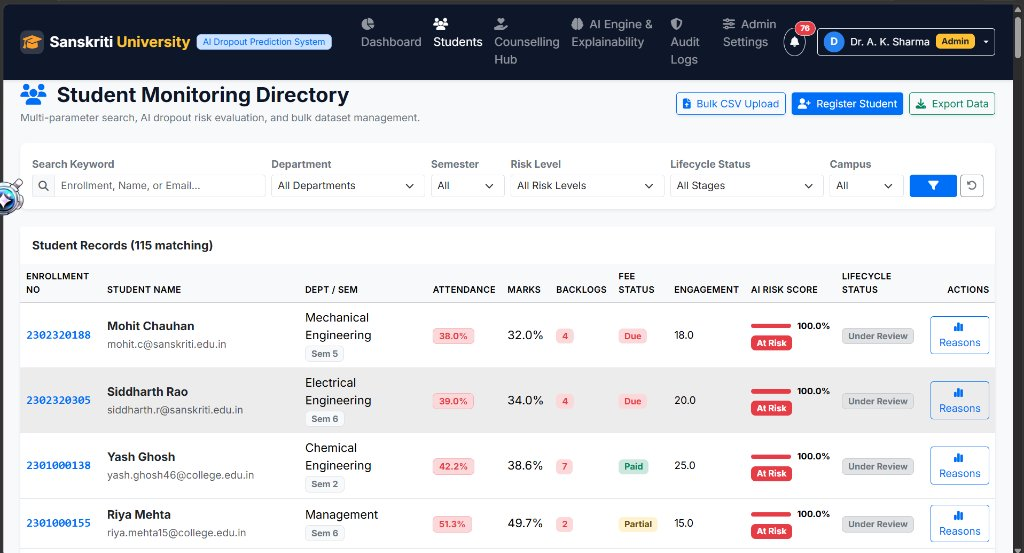 Sanskriti University
AI Dropout Prediction System
Dashboard
Students
Counselling Hub
AI Engine & Explainability
Audit Logs
Admin Settings
76
D Dr. A. K. Sharma Admin
Student Monitoring Directory
Multi-parameter search, AI dropout risk evaluation, and bulk dataset management.
Bulk CSV Upload
Register Student
Export Data
Search Keyword Department Semester Risk Level Lifecycle Status Campus
Enrollment, Name, or Email... All Departments All All Risk Levels All Stages All
Student Records (115 matching)
ENROLLMENT NO STUDENT NAME DEPT / SEM ATTENDANCE MARKS BACKLOGS FEE STATUS ENGAGEMENT AI RISK SCORE LIFECYCLE STATUS ACTIONS
2302320188 Mohit Chauhan mohit.c@sanskriti.edu.in Mechanical Engineering Sem 5 38.0% 32.0% 4 Due 18.0 100.0% At Risk Under Review Reasons
2302320305 Siddharth Rao siddharth.r@sanskriti.edu.in Electrical Engineering Sem 6 39.0% 34.0% 4 Due 20.0 100.0% At Risk Under Review Reasons
2301000138 Yash Ghosh yash.ghosh46@college.edu.in Chemical Engineering Sem 2 42.2% 38.6% 7 Paid 25.0 100.0% At Risk Under Review Reasons
2301000155 Riya Mehta riya.mehta15@college.edu.in Management Sem 6 51.3% 49.7% 2 Partial 15.0 100.0% At Risk Under Review Reasons